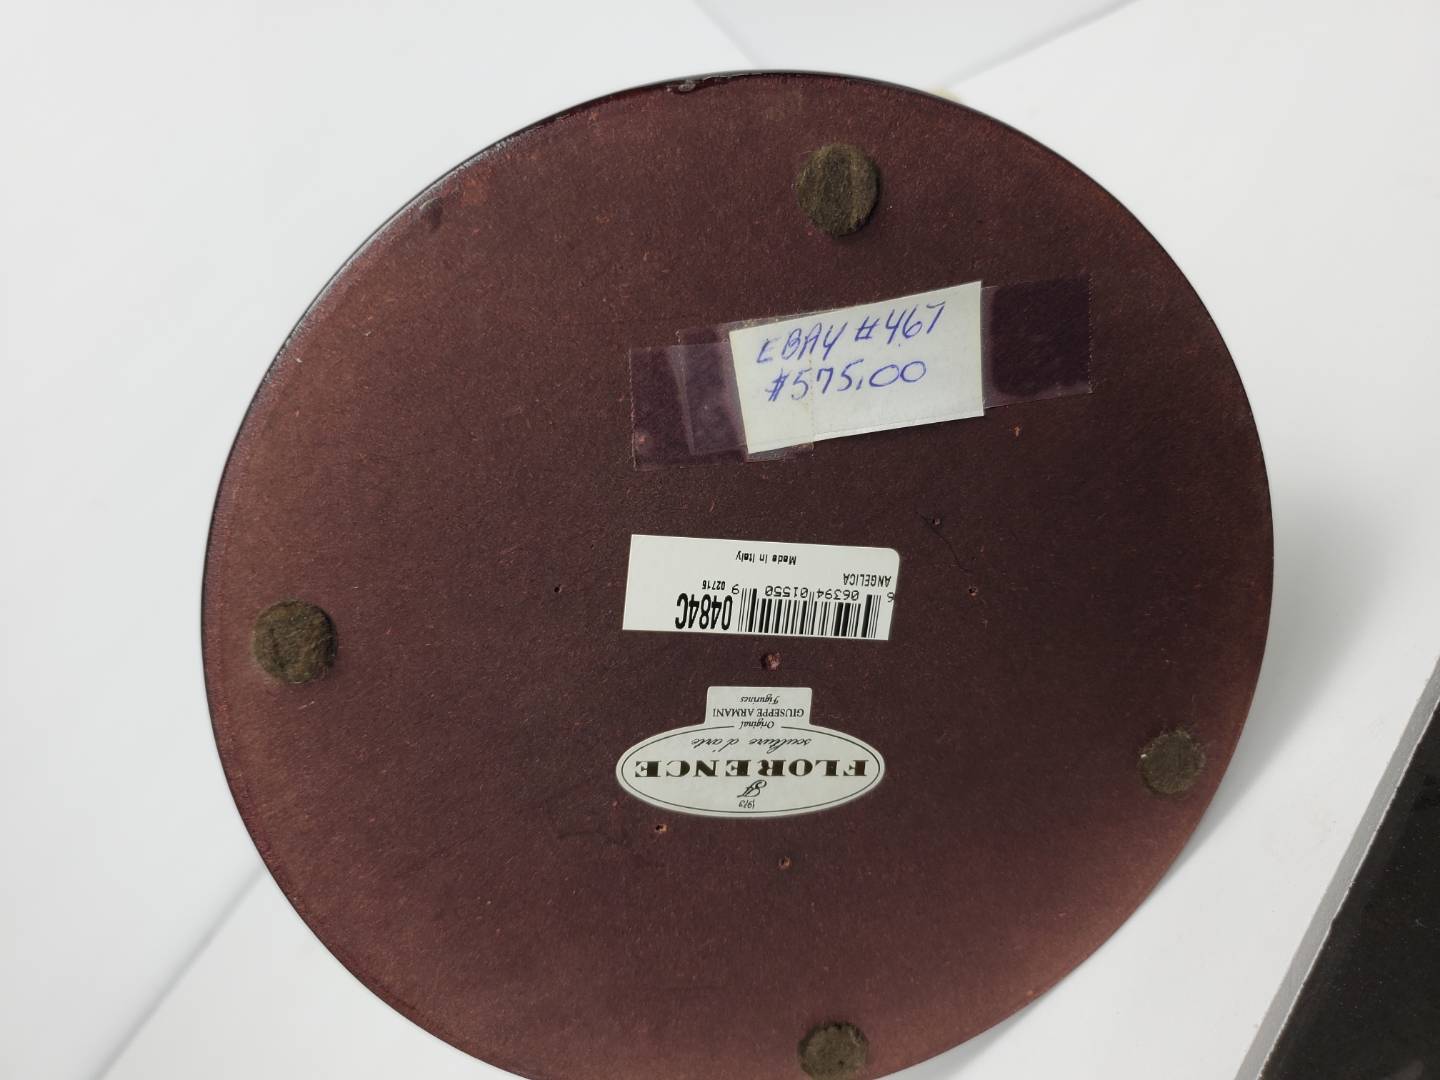 EBAY #467
$575.00
0484C
02715
6 06394 01550 9
ANGELICA
Made in Italy
1973
FLORENCE
sculture d'arte
Original
GIUSEPPE ARMANI
Figurines